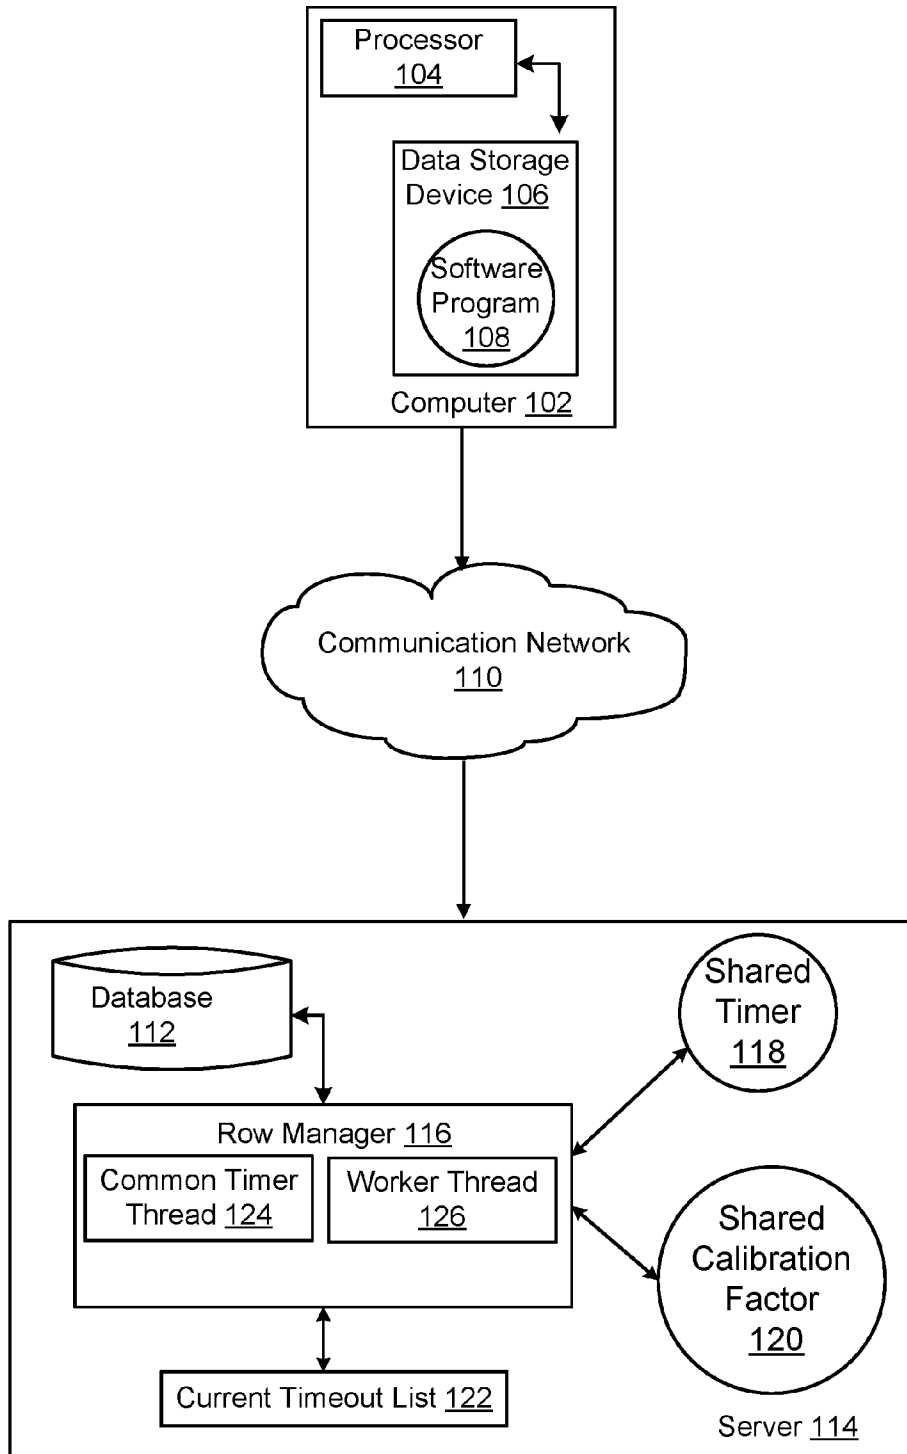 Processor
104
Data Storage
Device 106
Software
Program
108
Computer 102
Communication Network
110
Database
112
Shared
Timer
118
Row Manager 116
Common Timer
Thread 124
Worker Thread
126
Shared
Calibration
Factor
120
Current Timeout List 122
Server 114